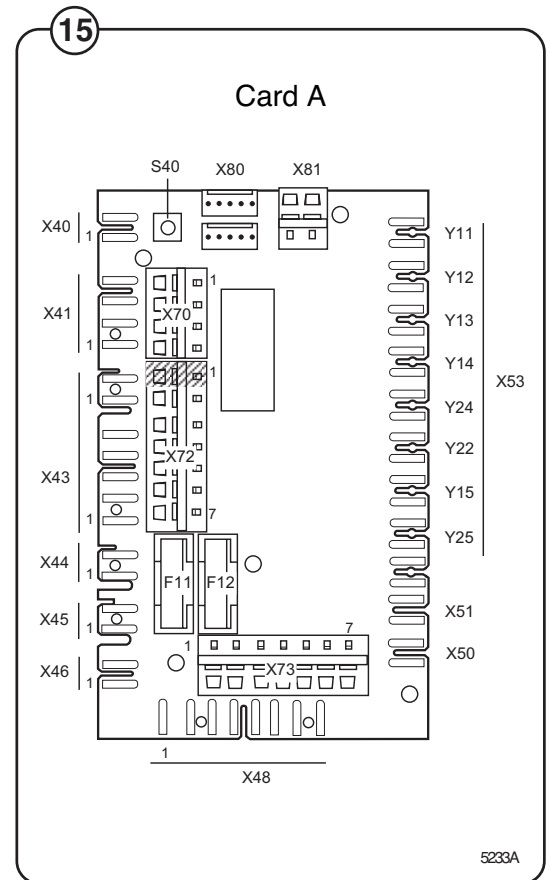 15
Card A
S40 X80 X81
X40
1
Y11
Y12
X41
1
1
X70
Y13
Y14
X53
1
1
Y24
X43
X72
Y22
1
7
Y15
Y25
X44
1
F11 F12
X45
1
1
7
X51
X46
1
X73
X50
1
X48
5233A